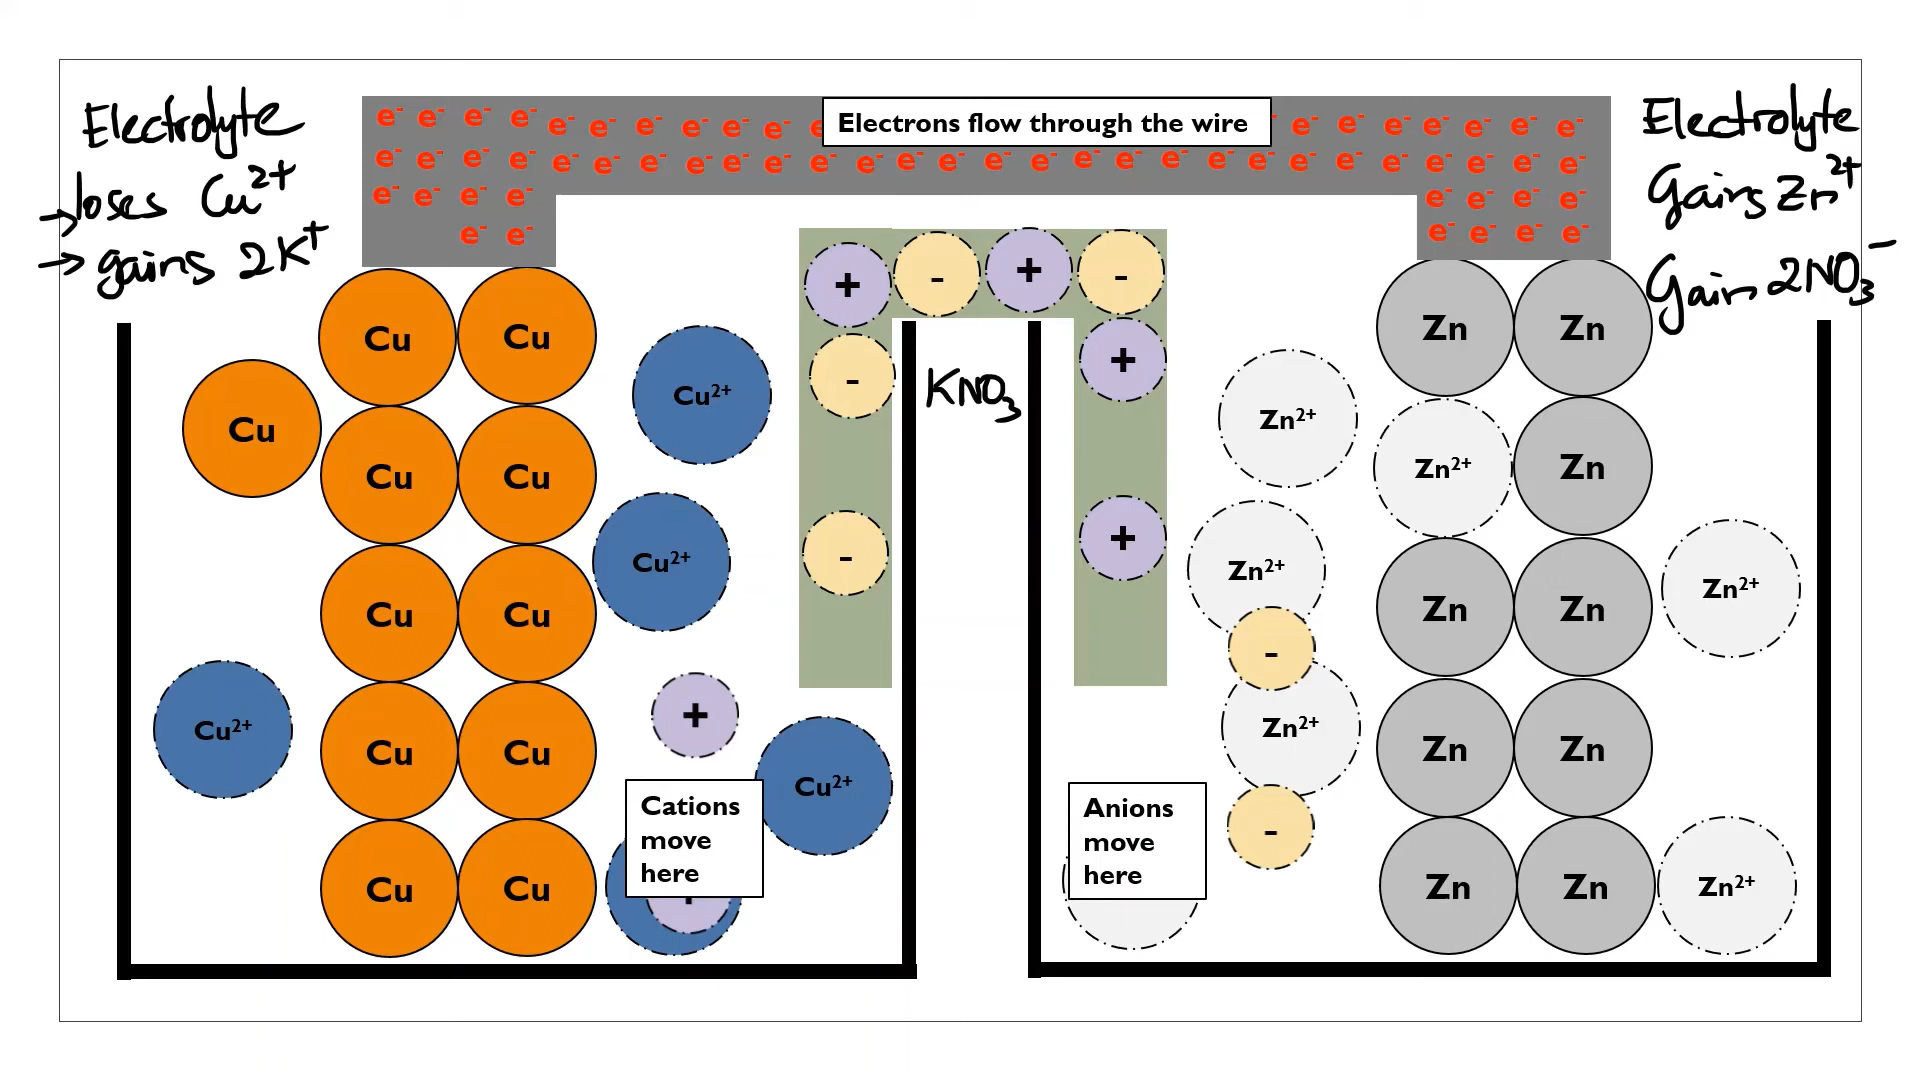 Electrolyte
→loses Cu²⁺
→ gains 2K⁺
e⁻ e⁻ e⁻ e⁻ e⁻ e⁻ e⁻ e⁻ e⁻ e⁻ e⁻ e⁻ e⁻ e⁻ e⁻ e⁻ e⁻ e⁻
e⁻ e⁻ e⁻ e⁻ e⁻ e⁻ e⁻ e⁻ e⁻ e⁻ e⁻ e⁻ e⁻ e⁻ e⁻ e⁻ e⁻ e⁻ e⁻ e⁻ e⁻ e⁻ e⁻ e⁻ e⁻ e⁻ e⁻ e⁻
e⁻ e⁻ e⁻ e⁻ e⁻ e⁻ e⁻ e⁻
e⁻ e⁻ e⁻ e⁻ e⁻ e⁻
Electrons flow through the wire
Electrolyte
Gains Zn²⁺
Gain 2NO₃⁻
Cu Cu
Cu
Cu Cu
Cu Cu
Cu Cu
Cu Cu
Cu²⁺
Cu²⁺
Cu²⁺
Cu²⁺
+
Cations
move
here
+
+ - + -
- +
- +
KNO₃
Zn²⁺
Zn²⁺
-
Zn²⁺
-
Anions
move
here
Zn Zn
Zn²⁺ Zn
Zn Zn
Zn Zn
Zn Zn
Zn²⁺
Zn²⁺